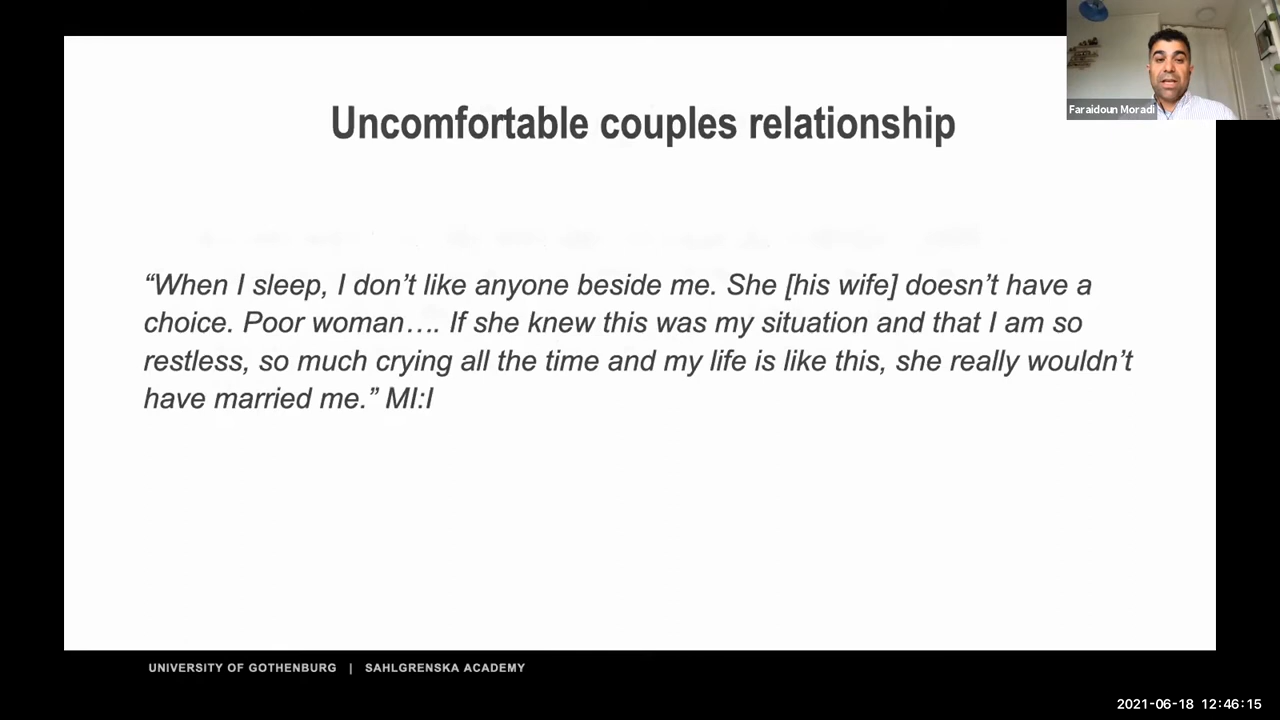 Uncomfortable couples relationship
Faraidoun Moradi
“When I sleep, I don’t like anyone beside me. She [his wife] doesn’t have a
choice. Poor woman…. If she knew this was my situation and that I am so
restless, so much crying all the time and my life is like this, she really wouldn’t
have married me.” MI:I
UNIVERSITY OF GOTHENBURG | SAHLGRENSKA ACADEMY
2021-06-18 12:46:15